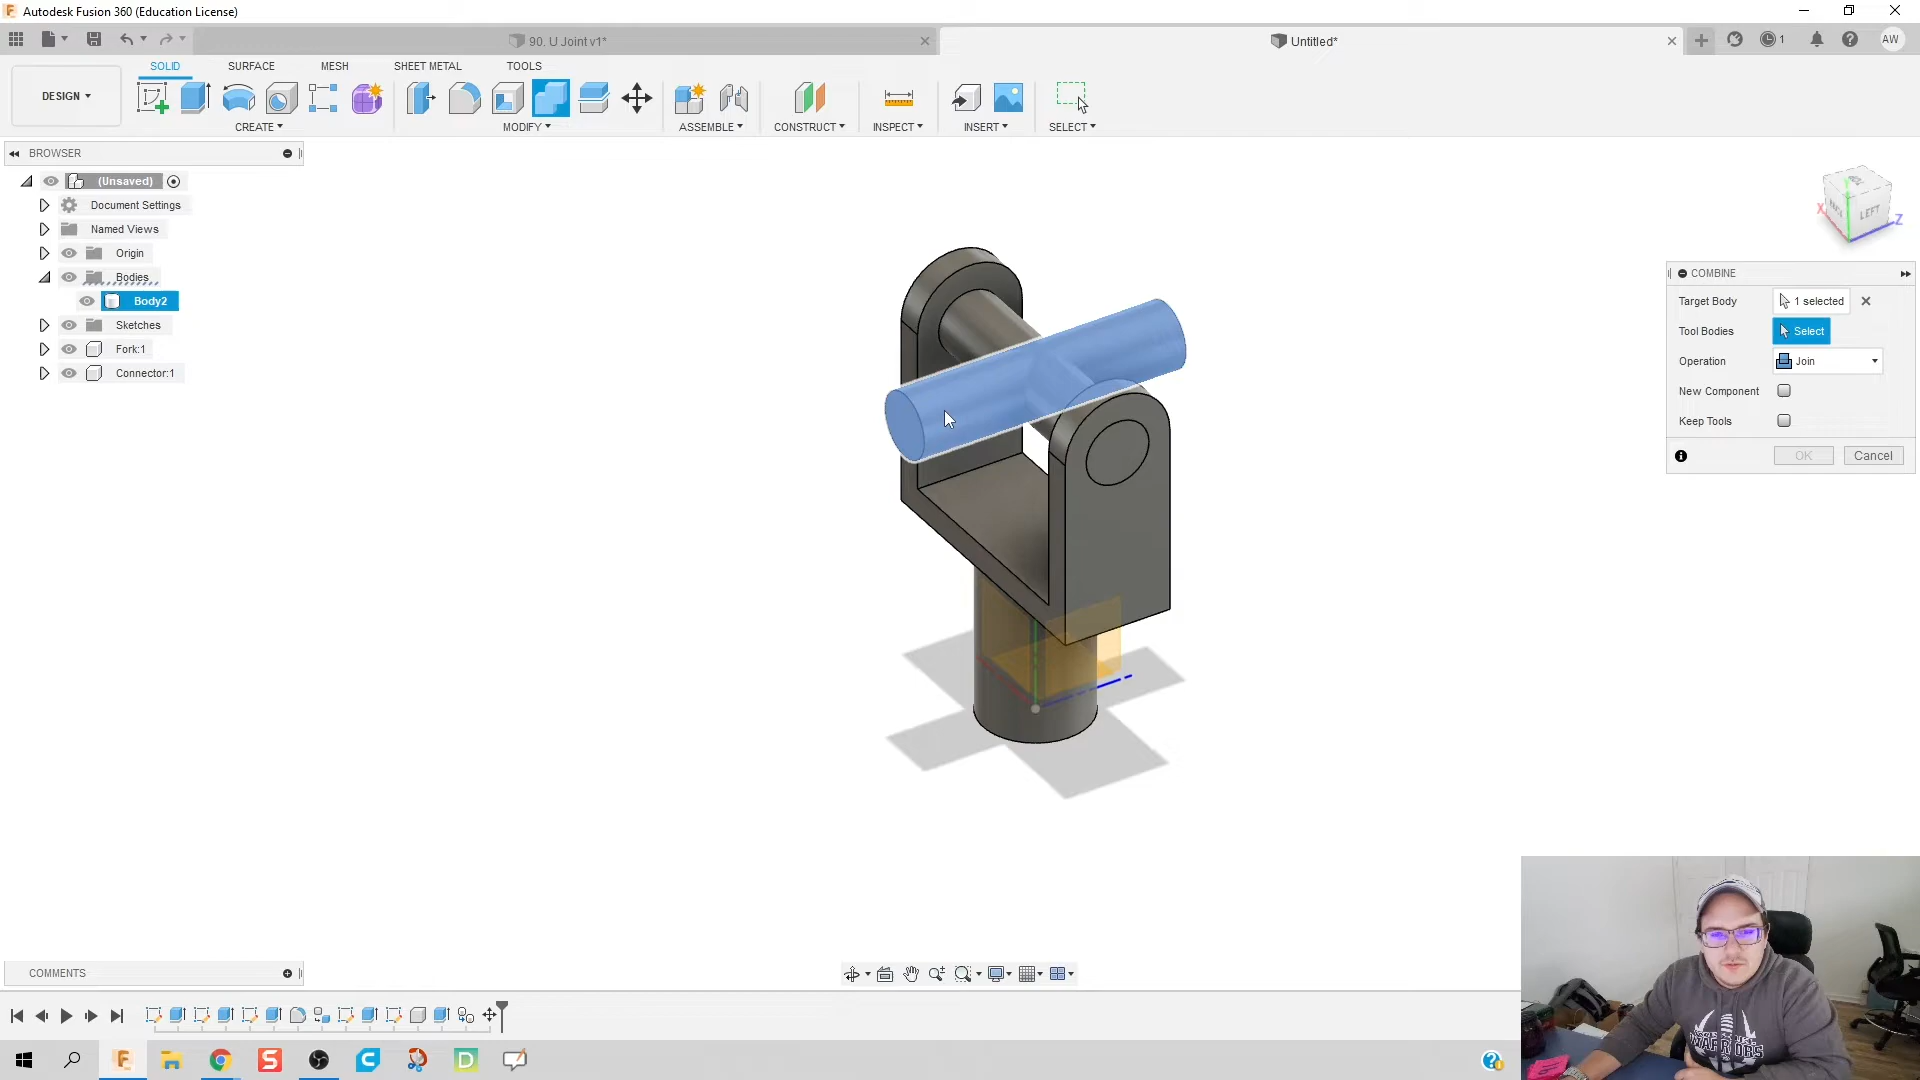 Autodesk Fusion 360 (Education License)
90. U Joint v1*
Untitled*
1
AW
DESIGN
SOLID
SURFACE
MESH
SHEET METAL
TOOLS
CREATE
MODIFY
ASSEMBLE
CONSTRUCT
INSPECT
INSERT
SELECT
BROWSER
(Unsaved)
Document Settings
Named Views
Origin
Bodies
Body2
Sketches
Fork:1
Connector:1
X
LEFT
Z
COMBINE
Target Body
1 selected
Tool Bodies
Select
Operation
Join
New Component
Keep Tools
OK
Cancel
COMMENTS